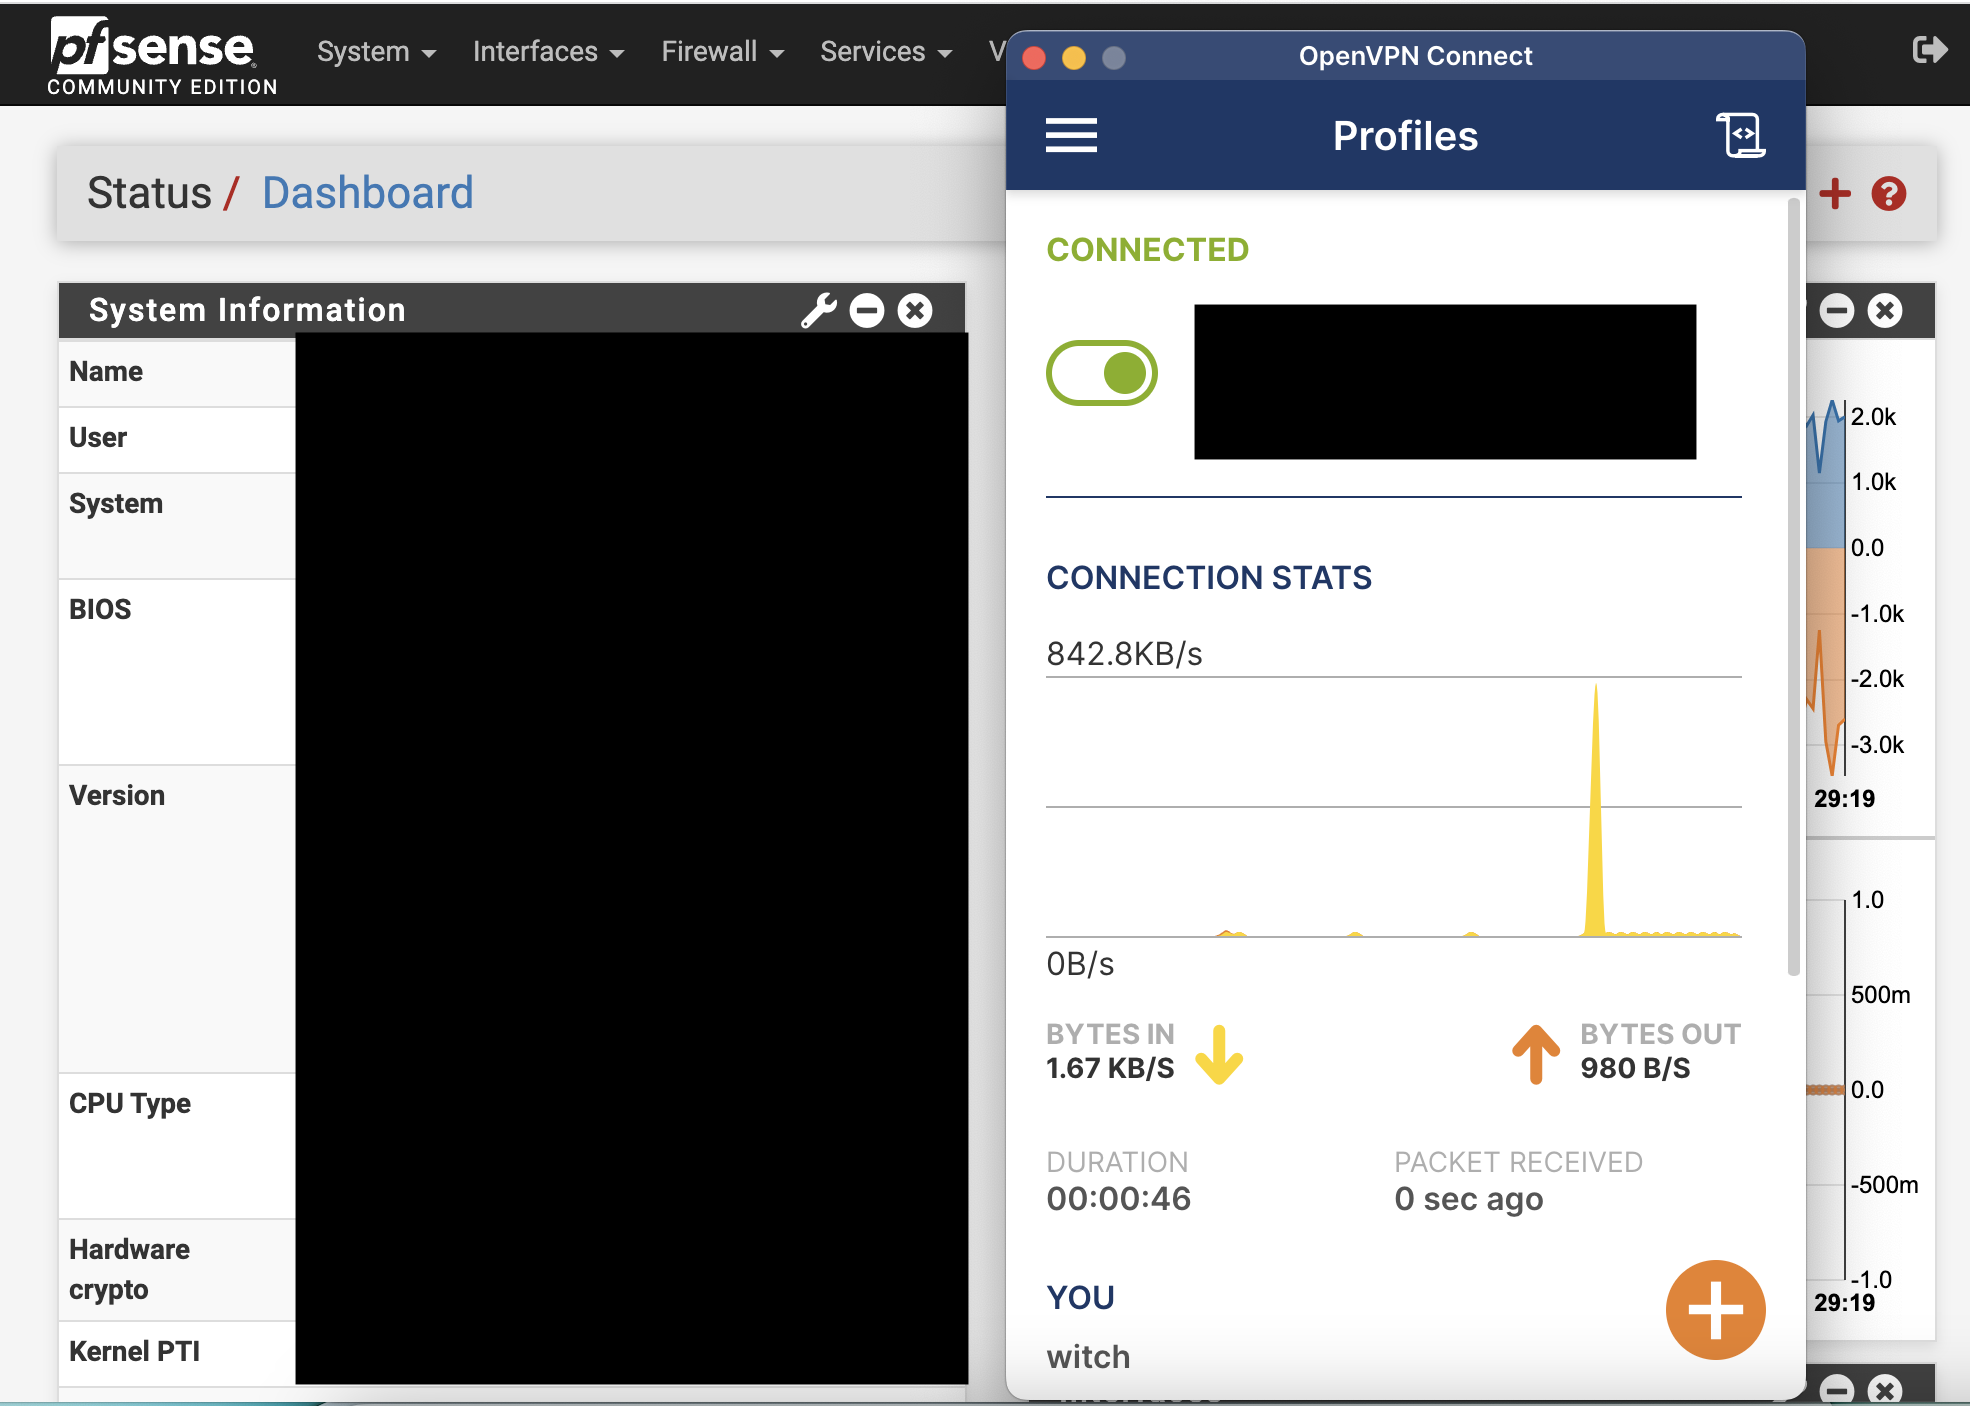 pfsense
COMMUNITY EDITION
System
Interfaces
Firewall
Services
V
Status / Dashboard
System Information
Name
User
System
BIOS
Version
CPU Type
Hardware
crypto
Kernel PTI
OpenVPN Connect
Profiles
CONNECTED
CONNECTION STATS
842.8KB/s
0B/s
BYTES IN
1.67 KB/S
BYTES OUT
980 B/S
DURATION
00:00:46
PACKET RECEIVED
0 sec ago
YOU
witch
2.0k
1.0k
0.0
-1.0k
-2.0k
-3.0k
29:19
1.0
500m
0.0
-500m
-1.0
29:19